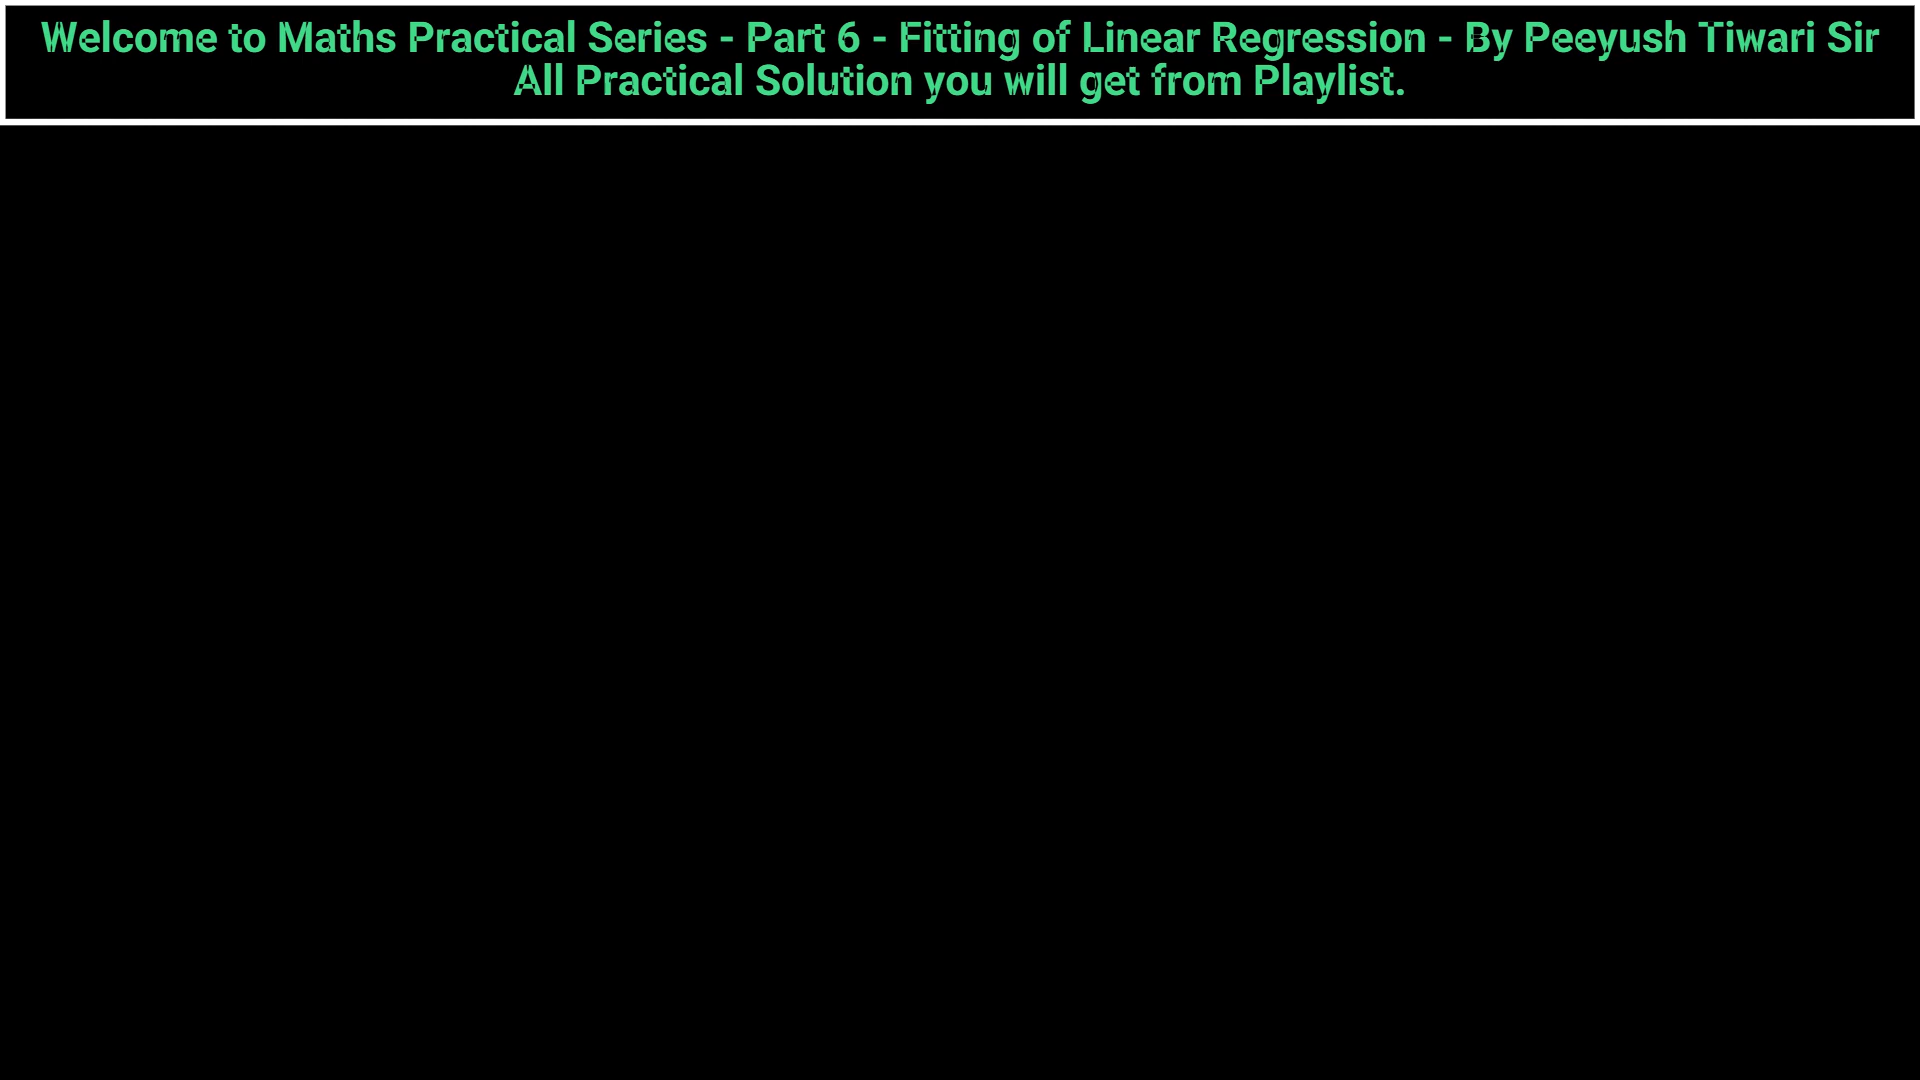 Welcome to Maths Practical Series - Part 6 - Fitting of Linear Regression - By Peeyush Tiwari Sir
All Practical Solution you will get from Playlist.